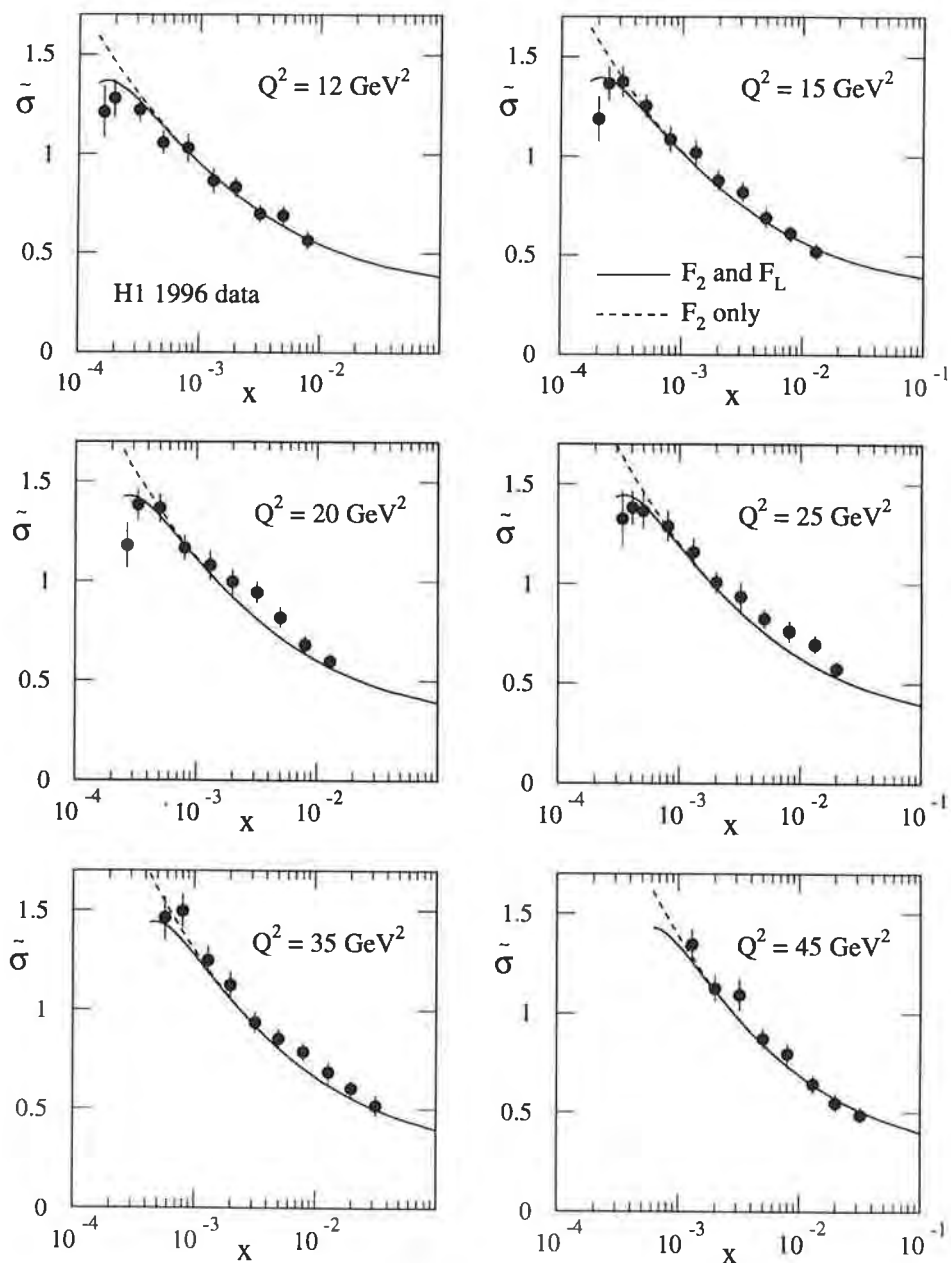 1.5
σ̃
1
0.5
0
Q² = 12 GeV²
H1 1996 data
10⁻⁴
10⁻³
10⁻²
x
1.5
σ̃
1
0.5
0
Q² = 15 GeV²
F₂ and F_L
F₂ only
10⁻⁴
10⁻³
10⁻²
10⁻¹
x
1.5
σ̃
1
0.5
0
Q² = 20 GeV²
10⁻⁴
10⁻³
10⁻²
x
1.5
σ̃
1
0.5
0
Q² = 25 GeV²
10⁻⁴
10⁻³
10⁻²
10⁻¹
x
1.5
σ̃
1
0.5
0
Q² = 35 GeV²
10⁻⁴
10⁻³
10⁻²
x
1.5
σ̃
1
0.5
0
Q² = 45 GeV²
10⁻⁴
10⁻³
10⁻²
10⁻¹
x